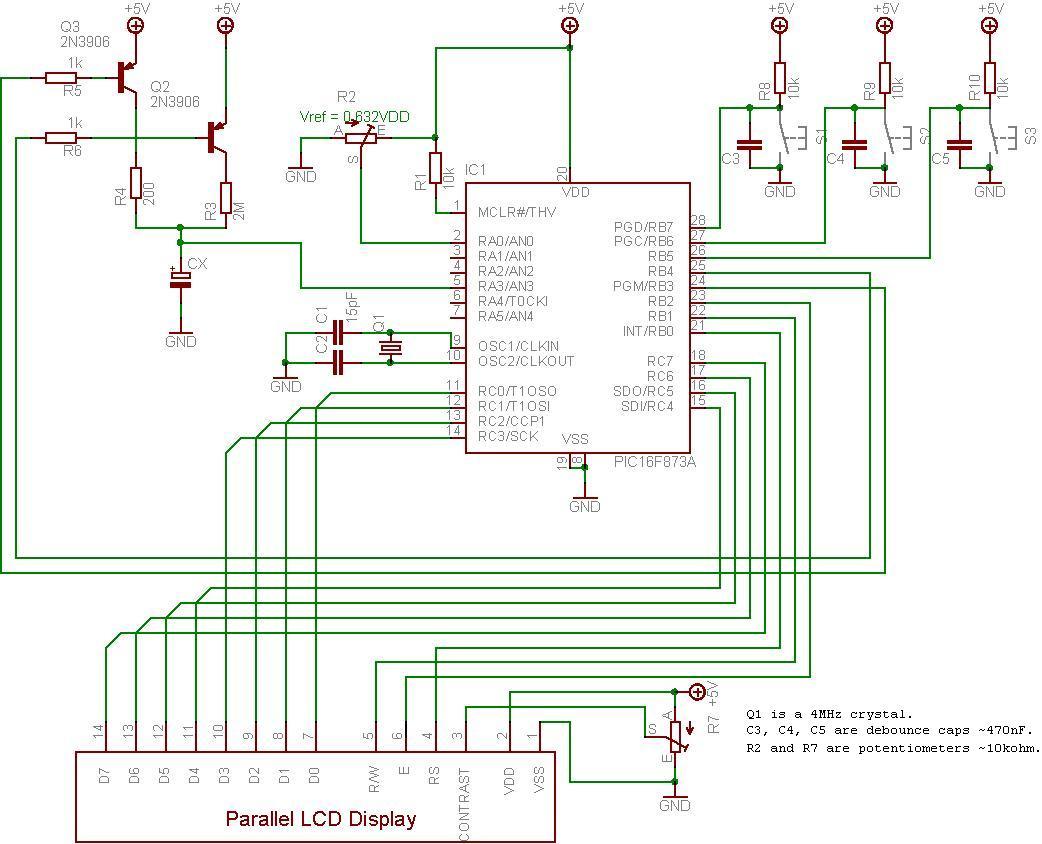 Q3
2N3906
+5V
+5V
1k
R5
Q2
2N3906
1k
R6
R4
200
R3
2M
CX
+
GND
R2
Vref = 0.632VDD
A
E
S
GND
R1
10k
+5V
IC1
20
VDD
1
MCLR#/THV
2
RA0/AN0
3
RA1/AN1
4
RA2/AN2
5
RA3/AN3
6
RA4/T0CKI
7
RA5/AN4
9
OSC1/CLKIN
10
OSC2/CLKOUT
11
RC0/T1OSO
12
RC1/T1OSI
13
RC2/CCP1
14
RC3/SCK
28
PGD/RB7
27
PGC/RB6
26
RB5
25
RB4
24
PGM/RB3
23
RB2
22
RB1
21
INT/RB0
18
RC7
17
RC6
16
SDO/RC5
15
SDI/RC4
VSS
19
8
PIC16F873A
GND
C1
15pF
C2
Q1
GND
+5V
R8
10k
C3
S1
GND
+5V
R9
10k
C4
S2
GND
+5V
R10
10k
C5
S3
GND
14
13
12
11
10
9
8
7
5
6
4
3
2
1
D7
D6
D5
D4
D3
D2
D1
D0
R/W
E
RS
CONTRAST
VDD
VSS
Parallel LCD Display
+5V
R7
A
S
E
GND
Q1 is a 4MHz crystal.
C3, C4, C5 are debounce caps ~470nF.
R2 and R7 are potentiometers ~10kohm.